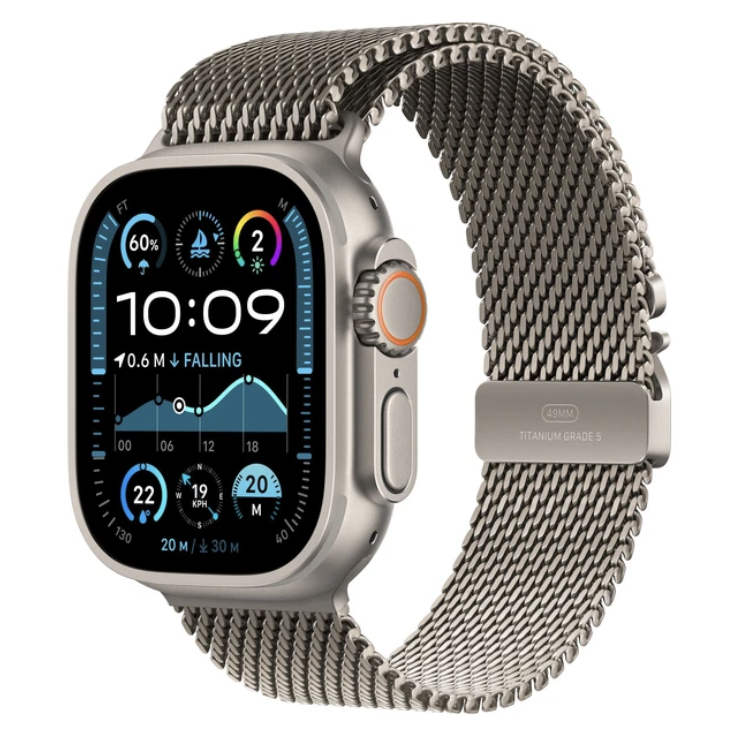 FT M
60% 2
10:09
0.6 M ↓ FALLING
00 06 12 18
N
22 W 19 E 20
KPH M
S
130 20 M / 30 M 40
49MM
TITANIUM GRADE 5